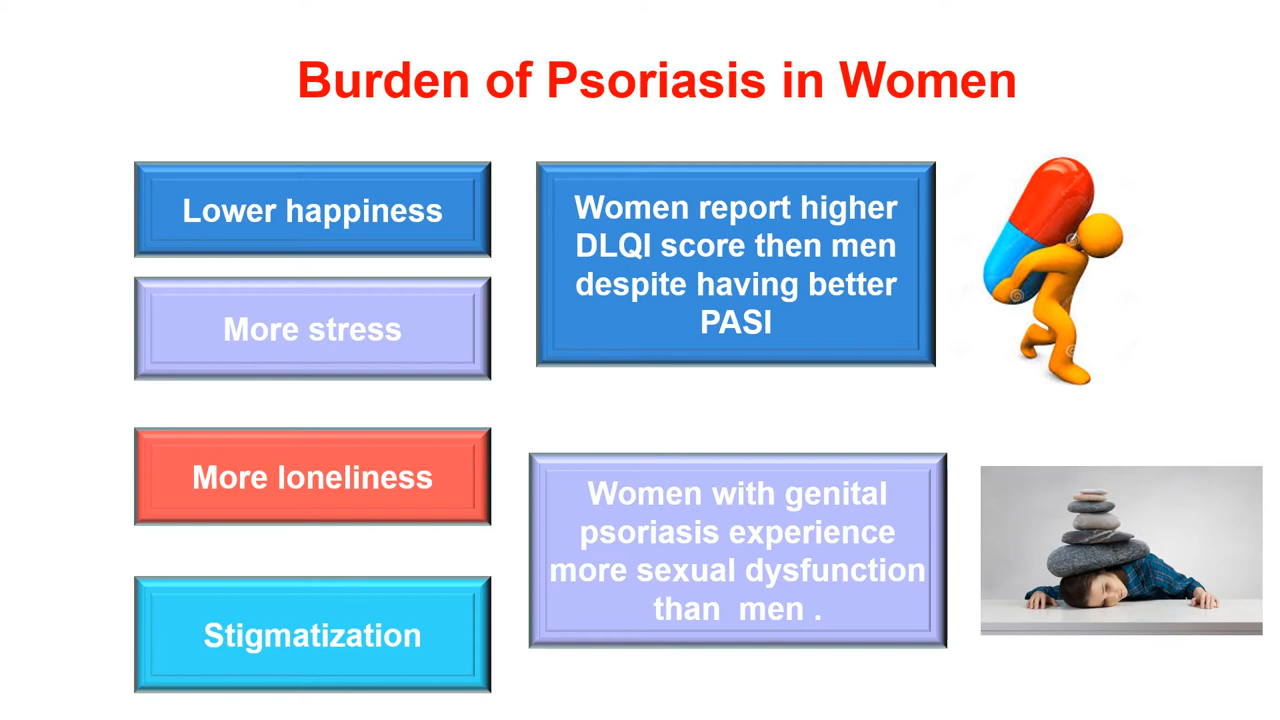 Burden of Psoriasis in Women
Lower happiness
More stress
More loneliness
Stigmatization
Women report higher
DLQI score then men
despite having better
PASI
Women with genital
psoriasis experience
more sexual dysfunction
than  men .